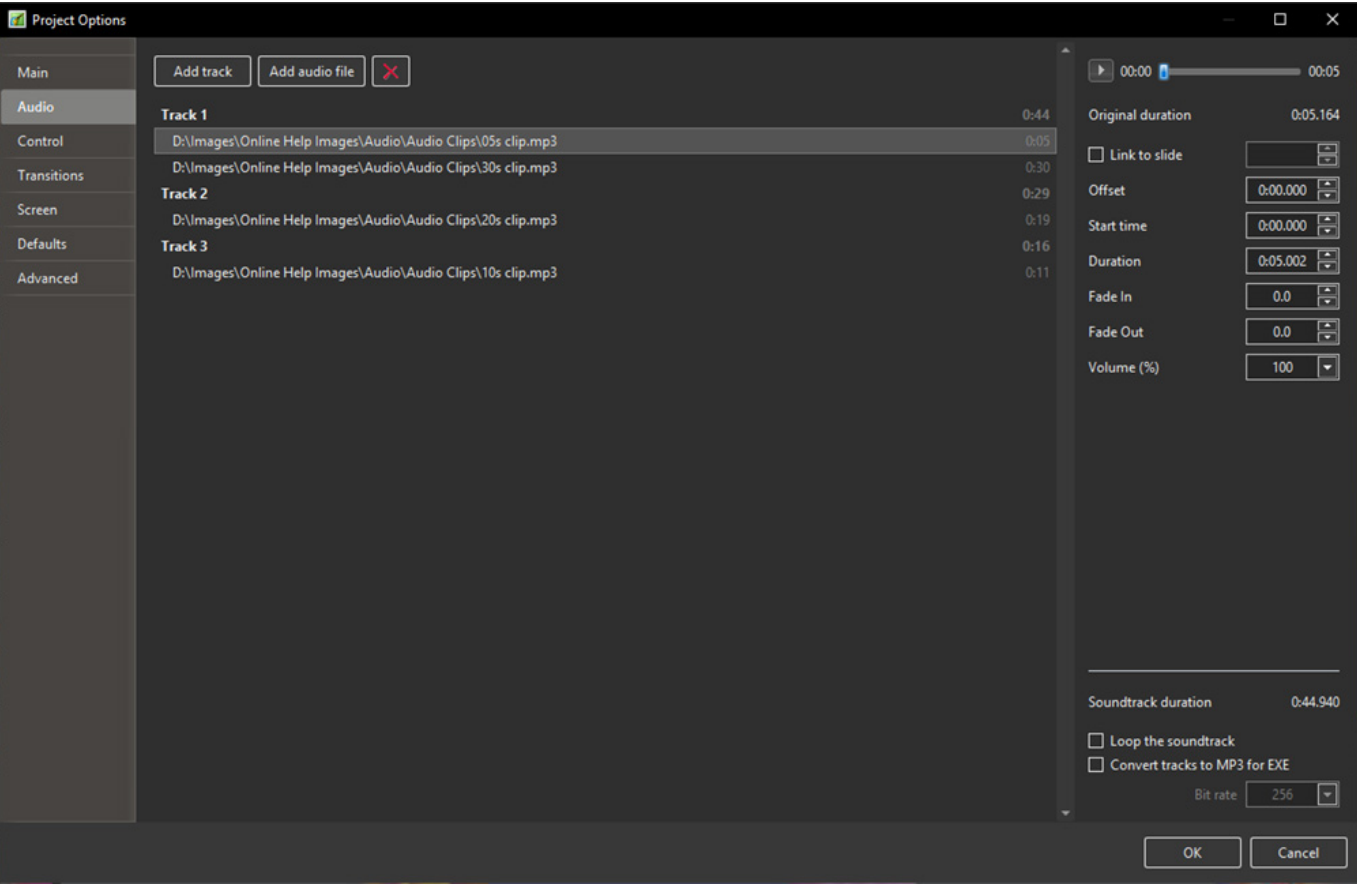 Project Options
Main
Audio
Control
Transitions
Screen
Defaults
Advanced
Add track Add audio file
Track 1 0:44
D:\Images\Online Help Images\Audio\Audio Clips\05s clip.mp3 0:05
D:\Images\Online Help Images\Audio\Audio Clips\30s clip.mp3 0:30
Track 2 0:29
D:\Images\Online Help Images\Audio\Audio Clips\20s clip.mp3 0:19
Track 3 0:16
D:\Images\Online Help Images\Audio\Audio Clips\10s clip.mp3 0:11
00:00 00:05
Original duration 0:05.164
Link to slide
Offset 0:00.000
Start time 0:00.000
Duration 0:05.002
Fade In 0.0
Fade Out 0.0
Volume (%) 100
Soundtrack duration 0:44.940
Loop the soundtrack
Convert tracks to MP3 for EXE
Bit rate 256
OK Cancel